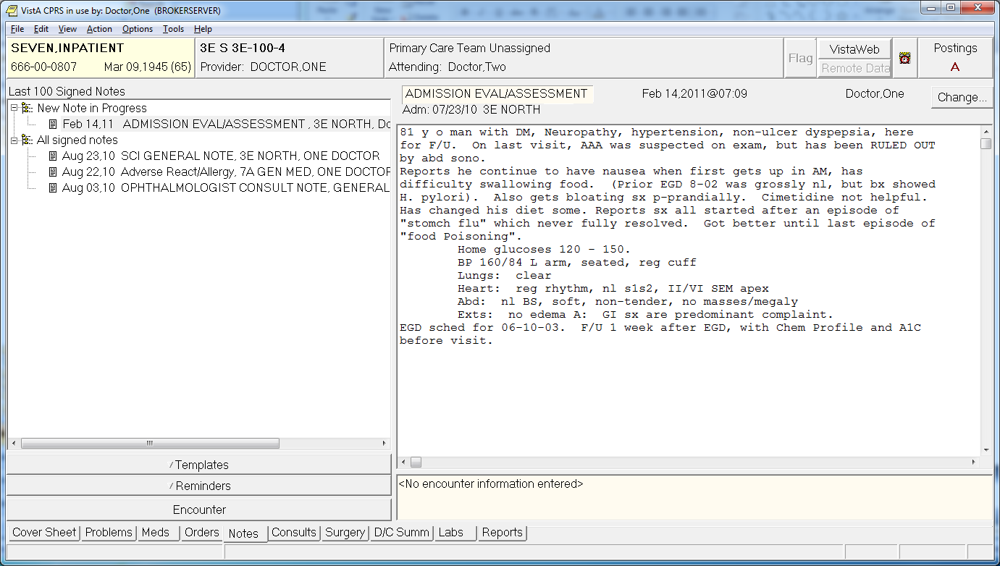 VistA CPRS in use by: Doctor,One (BROKERSERVER)
File Edit View Action Options Tools Help
SEVEN,INPATIENT
666-00-0807 Mar 09,1945 (65)
3E S 3E-100-4
Provider: DOCTOR,ONE
Primary Care Team Unassigned
Attending: Doctor,Two
Flag
VistaWeb
Remote Data
Postings
A
Last 100 Signed Notes
New Note in Progress
Feb 14,11 ADMISSION EVAL/ASSESSMENT , 3E NORTH, Do
All signed notes
Aug 23,10 SCI GENERAL NOTE, 3E NORTH, ONE DOCTOR
Aug 22,10 Adverse React/Allergy, 7A GEN MED, ONE DOCTOR
Aug 03,10 OPHTHALMOLOGIST CONSULT NOTE, GENERAL
Templates
Reminders
Encounter
ADMISSION EVAL/ASSESSMENT Feb 14,2011@07:09 Doctor,One
Change...
Adm: 07/23/10 3E NORTH
81 y o man with DM, Neuropathy, hypertension, non-ulcer dyspepsia, here
for F/U. On last visit, AAA was suspected on exam, but has been RULED OUT
by abd sono.
Reports he continue to have nausea when first gets up in AM, has
difficulty swallowing food. (Prior EGD 8-02 was grossly nl, but bx showed
H. pylori). Also gets bloating sx p-prandially. Cimetidine not helpful.
Has changed his diet some. Reports sx all started after an episode of
"stomch flu" which never fully resolved. Got better until last episode of
"food Poisoning".
Home glucoses 120 - 150.
BP 160/84 L arm, seated, reg cuff
Lungs: clear
Heart: reg rhythm, nl s1s2, II/VI SEM apex
Abd: nl BS, soft, non-tender, no masses/megaly
Exts: no edema A: GI sx are predominant complaint.
EGD sched for 06-10-03. F/U 1 week after EGD, with Chem Profile and A1C
before visit.
<No encounter information entered>
Cover Sheet Problems Meds Orders Notes Consults Surgery D/C Summ Labs Reports